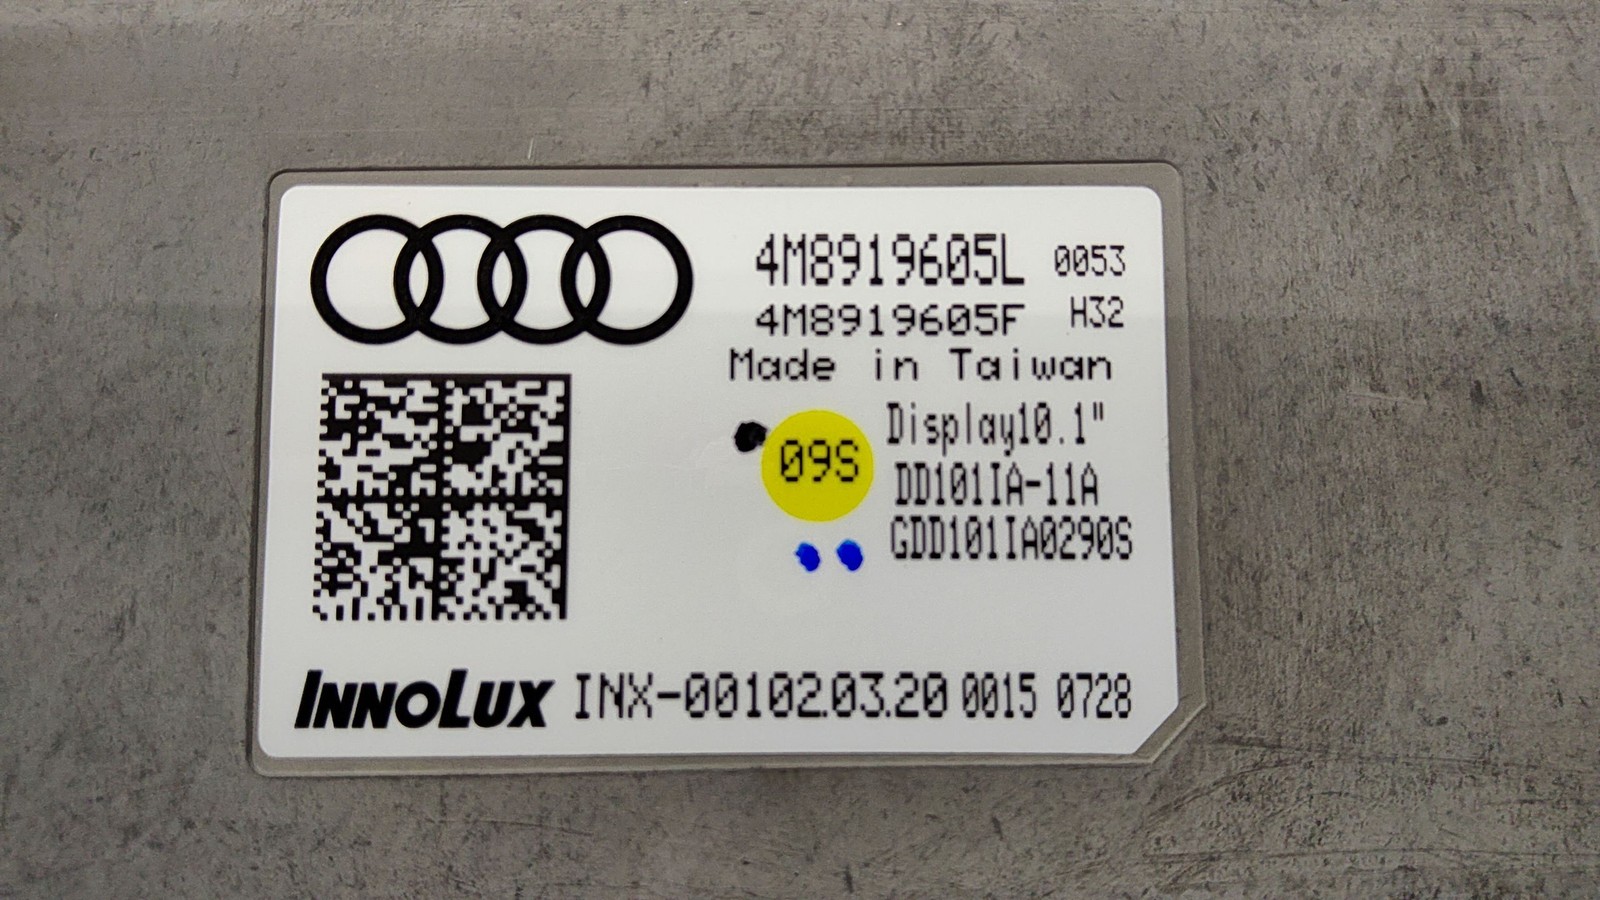 4M8919605L 0053
4M8919605F H32
Made in Taiwan
Display10.1"
09S
DD101IA-11A
GDD101IA0290S
INNOLUX INX-00102.03.20 0015 0728